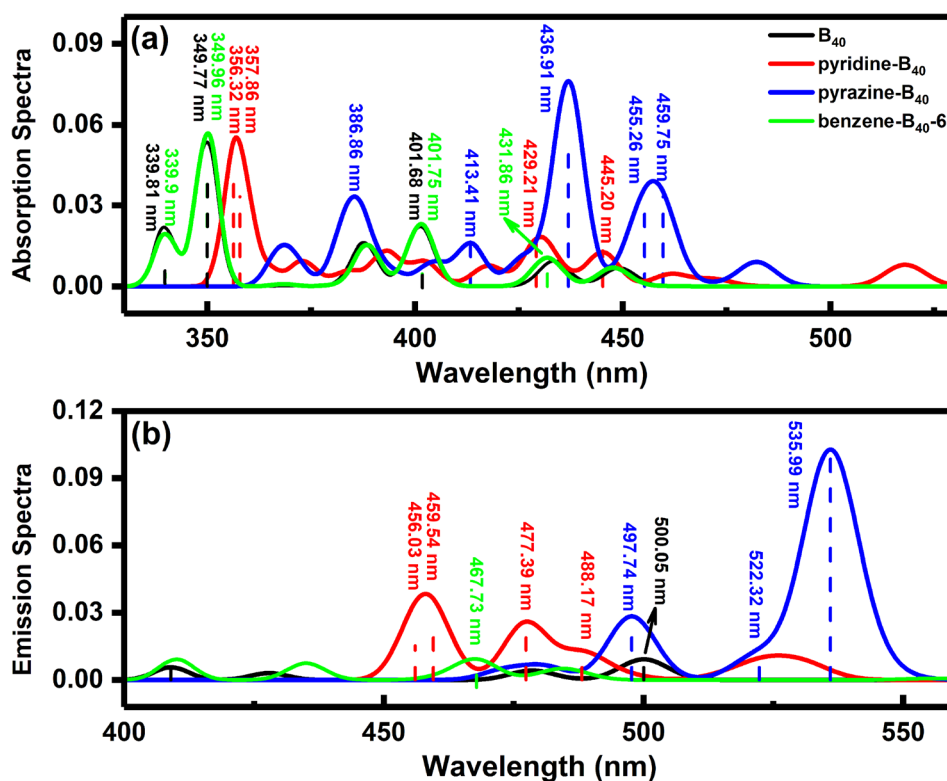 (a)
B40
pyridine-B40
pyrazine-B40
benzene-B40-6
339.81 nm
339.9 nm
349.77 nm
349.96 nm
356.32 nm
357.86 nm
386.86 nm
401.68 nm
401.75 nm
413.41 nm
431.86 nm
429.21 nm
436.91 nm
445.20 nm
455.26 nm
459.75 nm
Absorption Spectra
0.09
0.06
0.03
0.00
350
400
450
500
Wavelength (nm)
(b)
456.03 nm
459.54 nm
467.73 nm
477.39 nm
488.17 nm
497.74 nm
500.05 nm
522.32 nm
535.99 nm
Emission Spectra
0.12
0.09
0.06
0.03
0.00
400
450
500
550
Wavelength (nm)